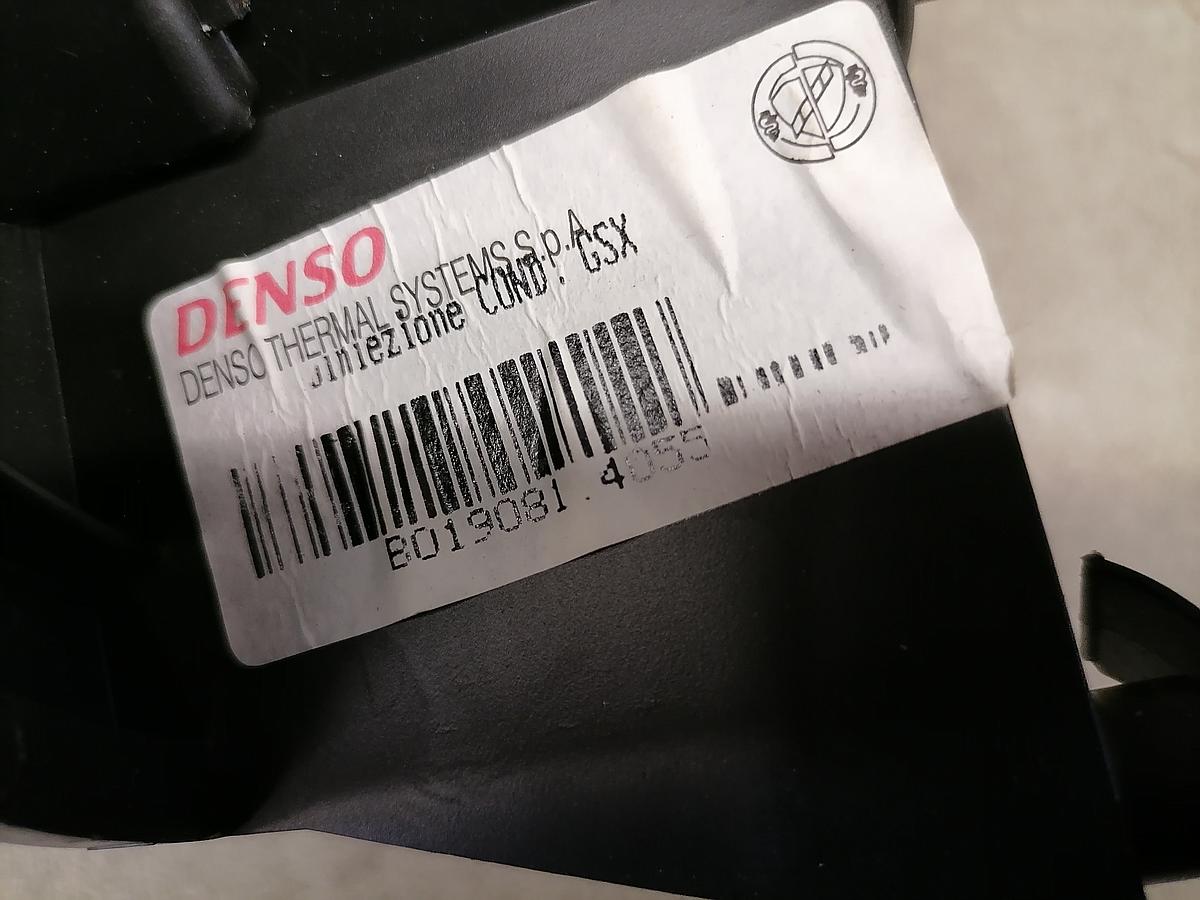 DENSO
DENSO THERMAL SYSTEMS S.p.A.
iniezione COND. GSX
B019081.4055